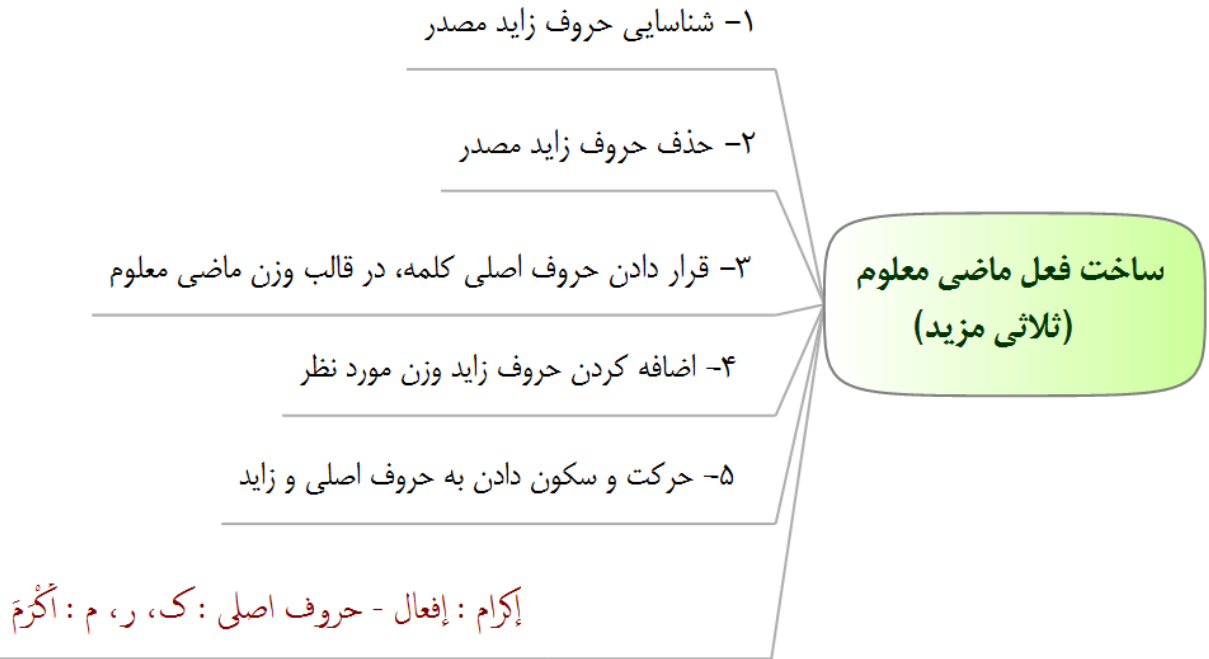 ساخت فعل ماضی معلوم
(ثلاثی مزید)
۱- شناسایی حروف زاید مصدر
۲- حذف حروف زاید مصدر
۳- قرار دادن حروف اصلی کلمه، در قالب وزن ماضی معلوم
۴- اضافه کردن حروف زاید وزن مورد نظر
۵- حرکت و سکون دادن به حروف اصلی و زاید
إکرام : إفعال - حروف اصلی : ک، ر، م : أَکْرَمَ